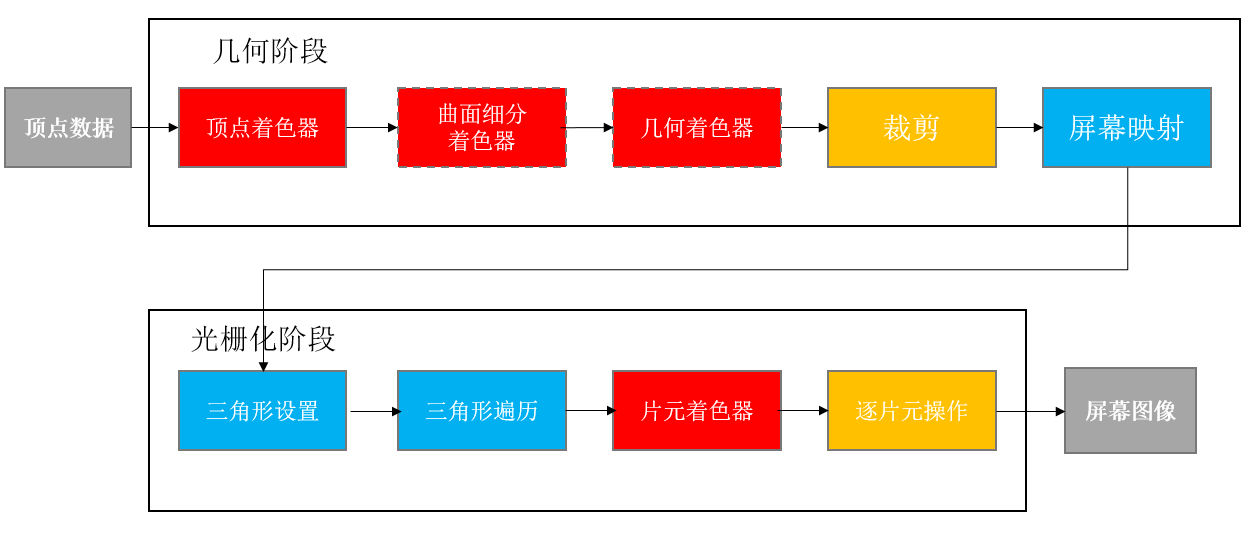 几何阶段
顶点数据
顶点着色器
曲面细分
着色器
几何着色器
裁剪
屏幕映射
光栅化阶段
三角形设置
三角形遍历
片元着色器
逐片元操作
屏幕图像